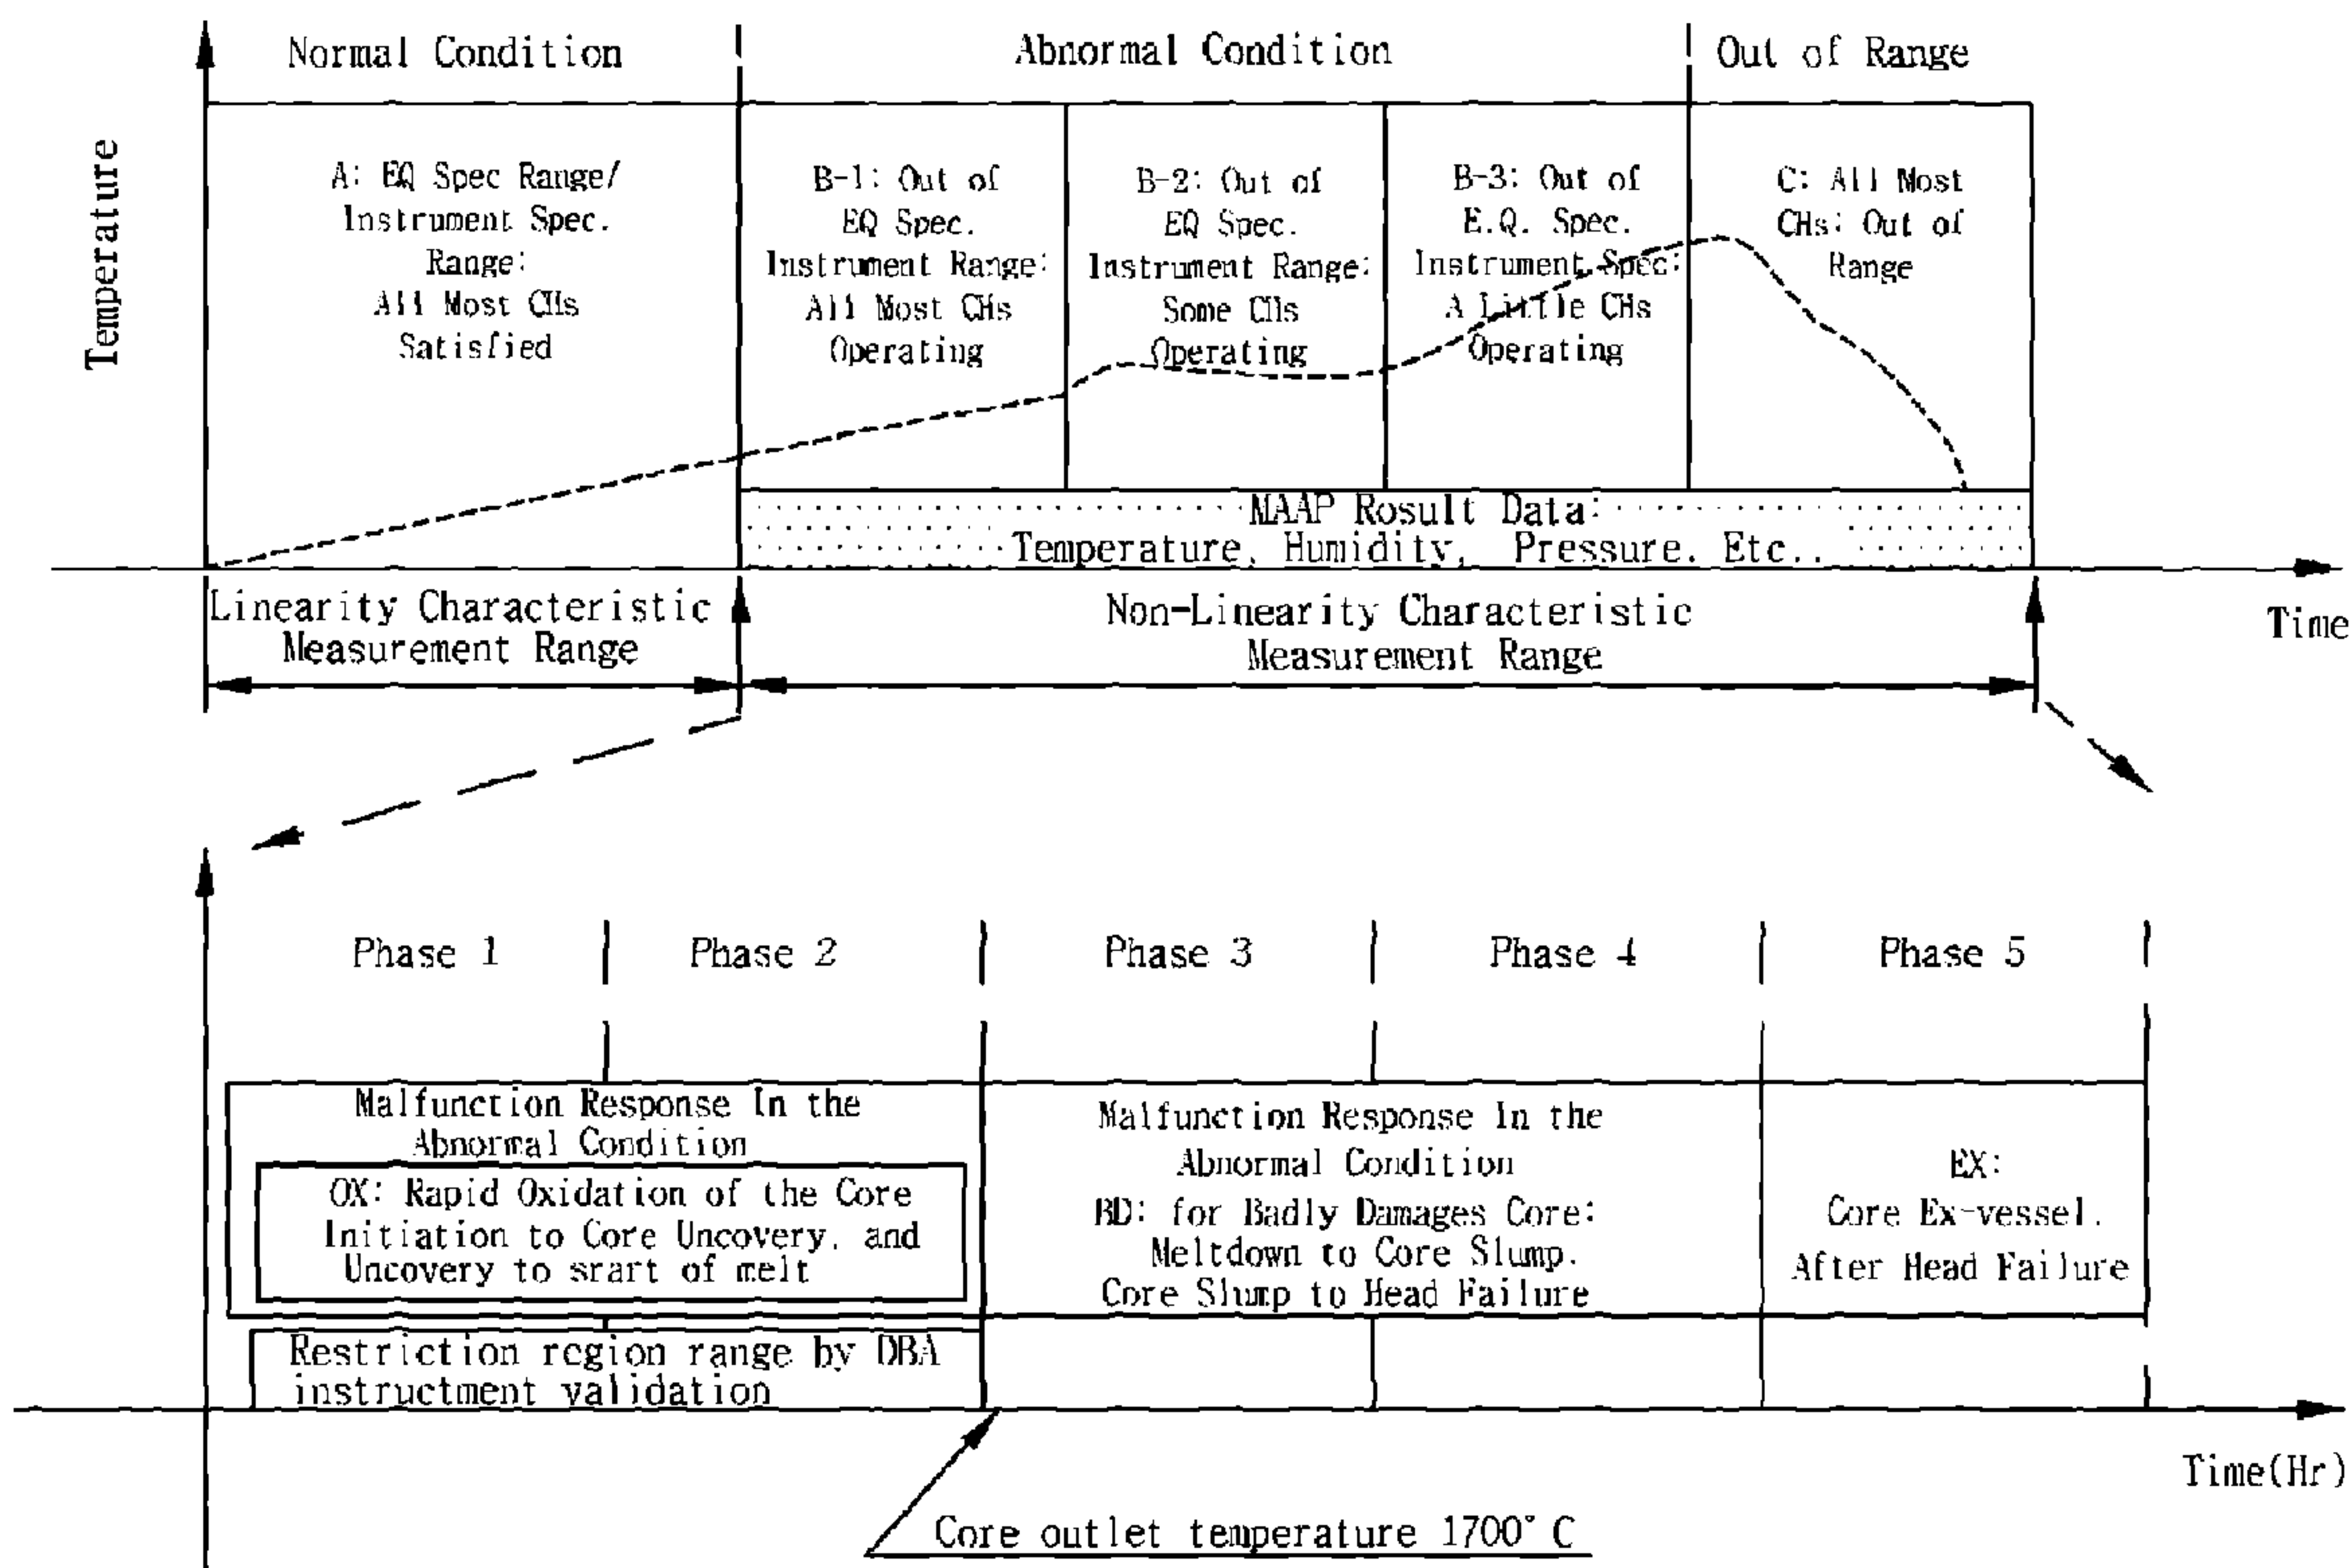 Normal Condition
Abnormal Condition
Out of Range
Temperature
A: EQ Spec Range/
Instrument Spec.
Range:
All Most CHs
Satisfied
B-1: Out of
EQ Spec.
Instrument Range:
All Most CHs
Operating
B-2: Out of
EQ Spec.
Instrument Range:
Some CHs
Operating
B-3: Out of
E.Q. Spec.
Instrument Spec:
A Little CHs
Operating
C: All Most
CHs: Out of
Range
MAAP Rosult Data:
Temperature, Humidity, Pressure. Etc..
Linearity Characteristic
Measurement Range
Non-Linearity Characteristic
Measurement Range
Time
Phase 1
Phase 2
Phase 3
Phase 4
Phase 5
Malfunction Response In the
Abnormal Condition
OX: Rapid Oxidation of the Core
Initiation to Core Uncovery, and
Uncovery to srart of melt
Malfunction Response In the
Abnormal Condition
BD: for Badly Damages Core:
Meltdown to Core Slump.
Core Slump to Head Failure
EX:
Core Ex-vessel.
After Head Failure
Restriction region range by DBA
instructment validation
Time(Hr)
Core outlet temperature 1700° C